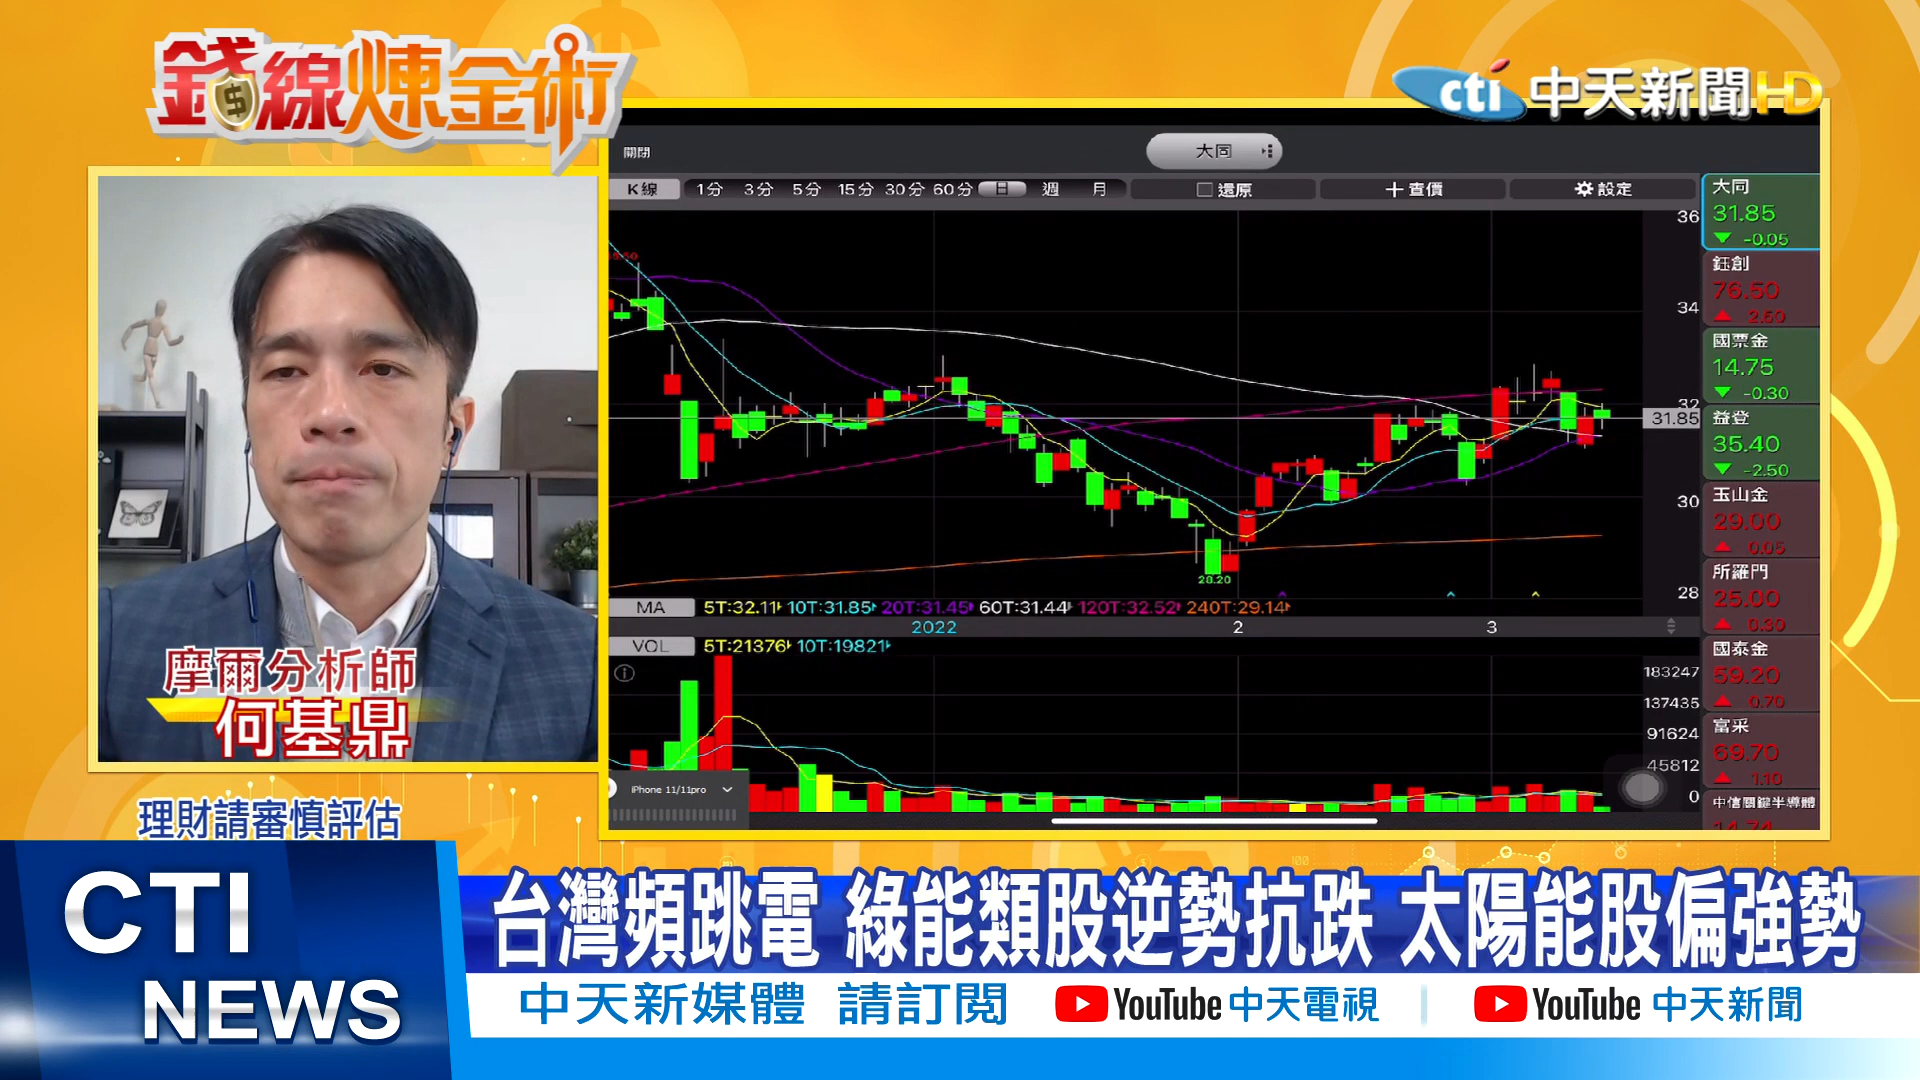 錢線煉金術
$
cti 中天新聞HD
開閉
大同
K線 1分 3分 5分 15分 30分 60分 日 週 月 還原 十查價 設定
36
34
32
31.85
30
28
28.20
MA 5T:32.11 10T:31.85 20T:31.45 60T:31.44 120T:32.52 240T:29.14
2022 2 3
VOL 5T:21376 10T:19821
183247
137435
91624
45812
0
iPhone 11/11pro
大同
31.85
▼ -0.05
鈺創
76.50
▲ 2.50
國票金
14.75
▼ -0.30
益登
35.40
▼ -2.50
玉山金
29.00
▲ 0.05
所羅門
25.00
▲ 0.30
國泰金
59.20
▲ 0.70
富采
69.70
▲ 1.10
中信關鍵半導體
14.74
摩爾分析師
何基鼎
理財請審慎評估
CTI
NEWS
台灣頻跳電 綠能類股逆勢抗跌 太陽能股偏強勢
中天新媒體 請訂閱 YouTube 中天電視 | YouTube 中天新聞